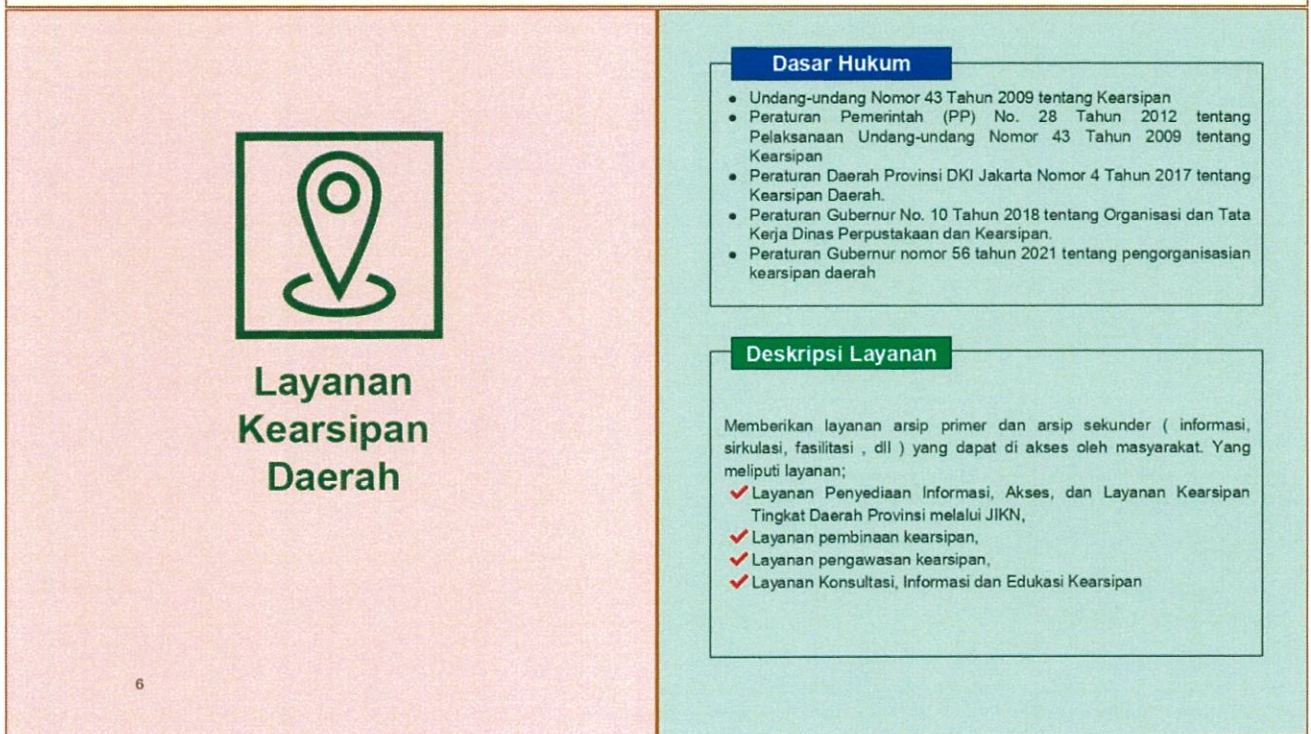 Layanan
Kearsipan
Daerah
6
Dasar Hukum
● Undang-undang Nomor 43 Tahun 2009 tentang Kearsipan
● Peraturan Pemerintah (PP) No. 28 Tahun 2012 tentang
Pelaksanaan Undang-undang Nomor 43 Tahun 2009 tentang
Kearsipan
● Peraturan Daerah Provinsi DKI Jakarta Nomor 4 Tahun 2017 tentang
Kearsipan Daerah.
● Peraturan Gubernur No. 10 Tahun 2018 tentang Organisasi dan Tata
Kerja Dinas Perpustakaan dan Kearsipan.
● Peraturan Gubernur nomor 56 tahun 2021 tentang pengorganisasian
kearsipan daerah
Deskripsi Layanan
Memberikan layanan arsip primer dan arsip sekunder ( informasi,
sirkulasi, fasilitasi , dll ) yang dapat di akses oleh masyarakat. Yang
meliputi layanan;
✔ Layanan Penyediaan Informasi, Akses, dan Layanan Kearsipan
Tingkat Daerah Provinsi melalui JIKN,
✔ Layanan pembinaan kearsipan,
✔ Layanan pengawasan kearsipan,
✔ Layanan Konsultasi, Informasi dan Edukasi Kearsipan